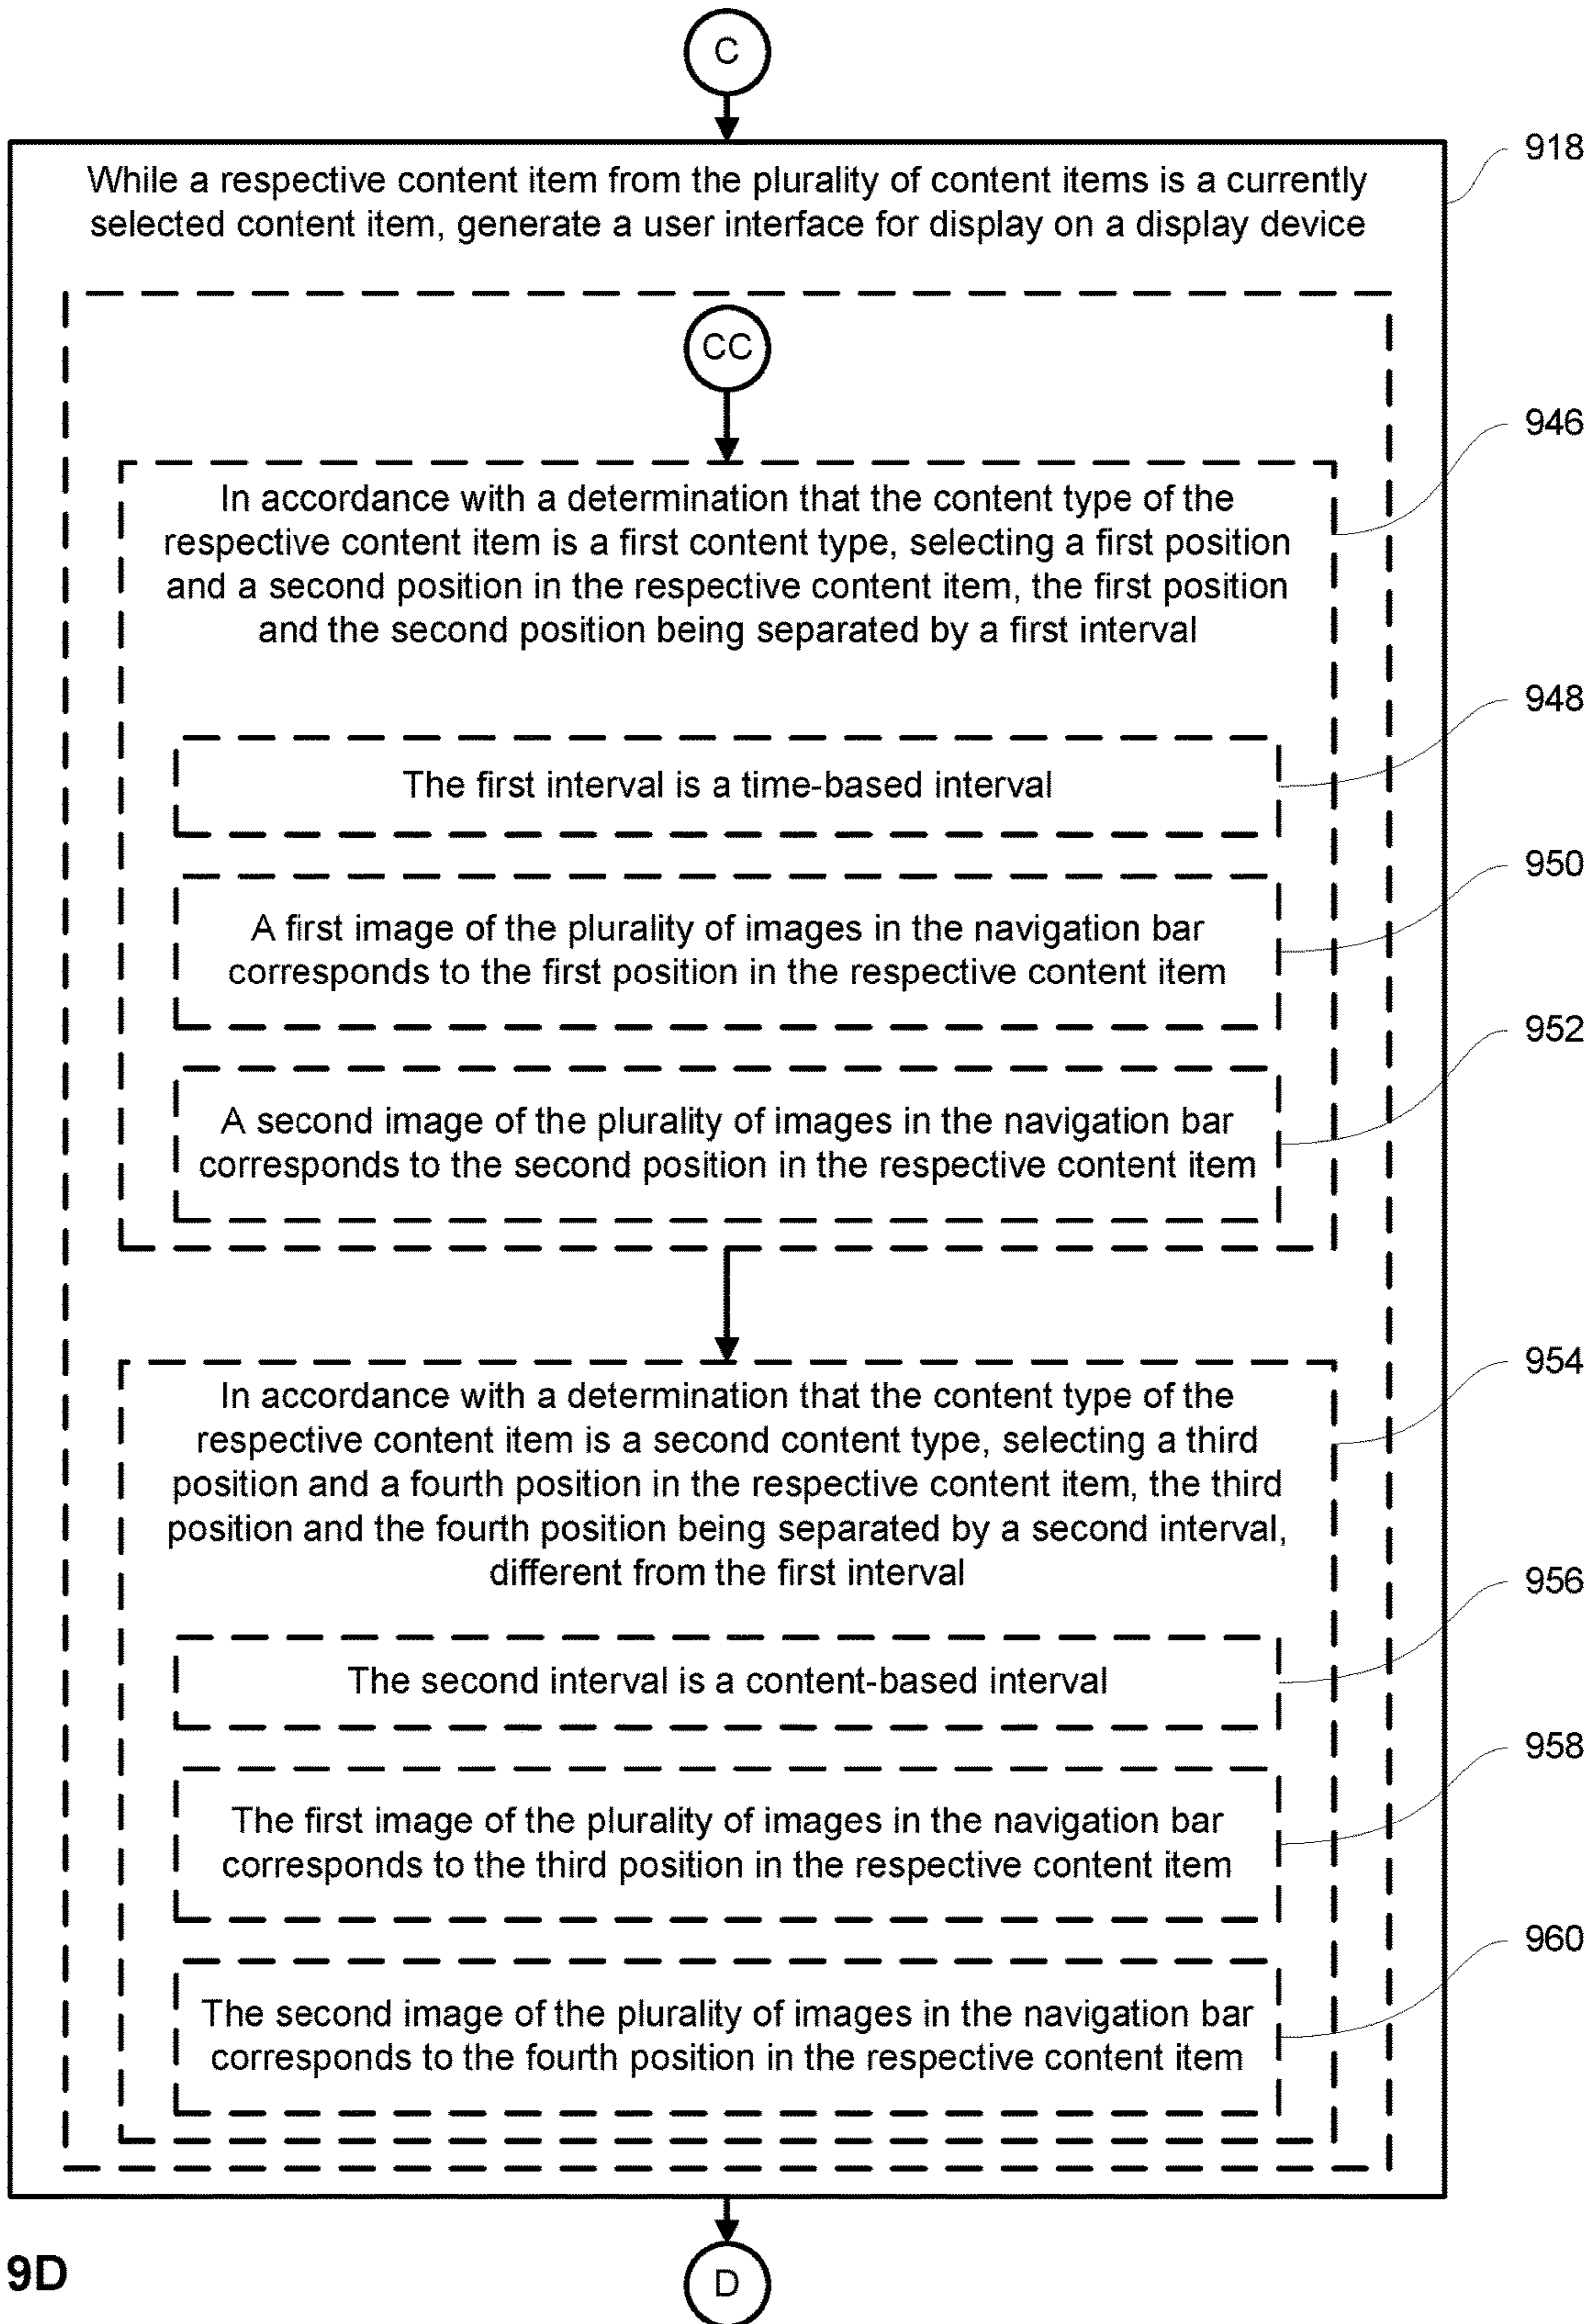 C
918
While a respective content item from the plurality of content items is a currently
selected content item, generate a user interface for display on a display device
CC
946
In accordance with a determination that the content type of the
respective content item is a first content type, selecting a first position
and a second position in the respective content item, the first position
and the second position being separated by a first interval
948
The first interval is a time-based interval
950
A first image of the plurality of images in the navigation bar
corresponds to the first position in the respective content item
952
A second image of the plurality of images in the navigation bar
corresponds to the second position in the respective content item
954
In accordance with a determination that the content type of the
respective content item is a second content type, selecting a third
position and a fourth position in the respective content item, the third
position and the fourth position being separated by a second interval,
different from the first interval
956
The second interval is a content-based interval
958
The first image of the plurality of images in the navigation bar
corresponds to the third position in the respective content item
960
The second image of the plurality of images in the navigation bar
corresponds to the fourth position in the respective content item
9D
D